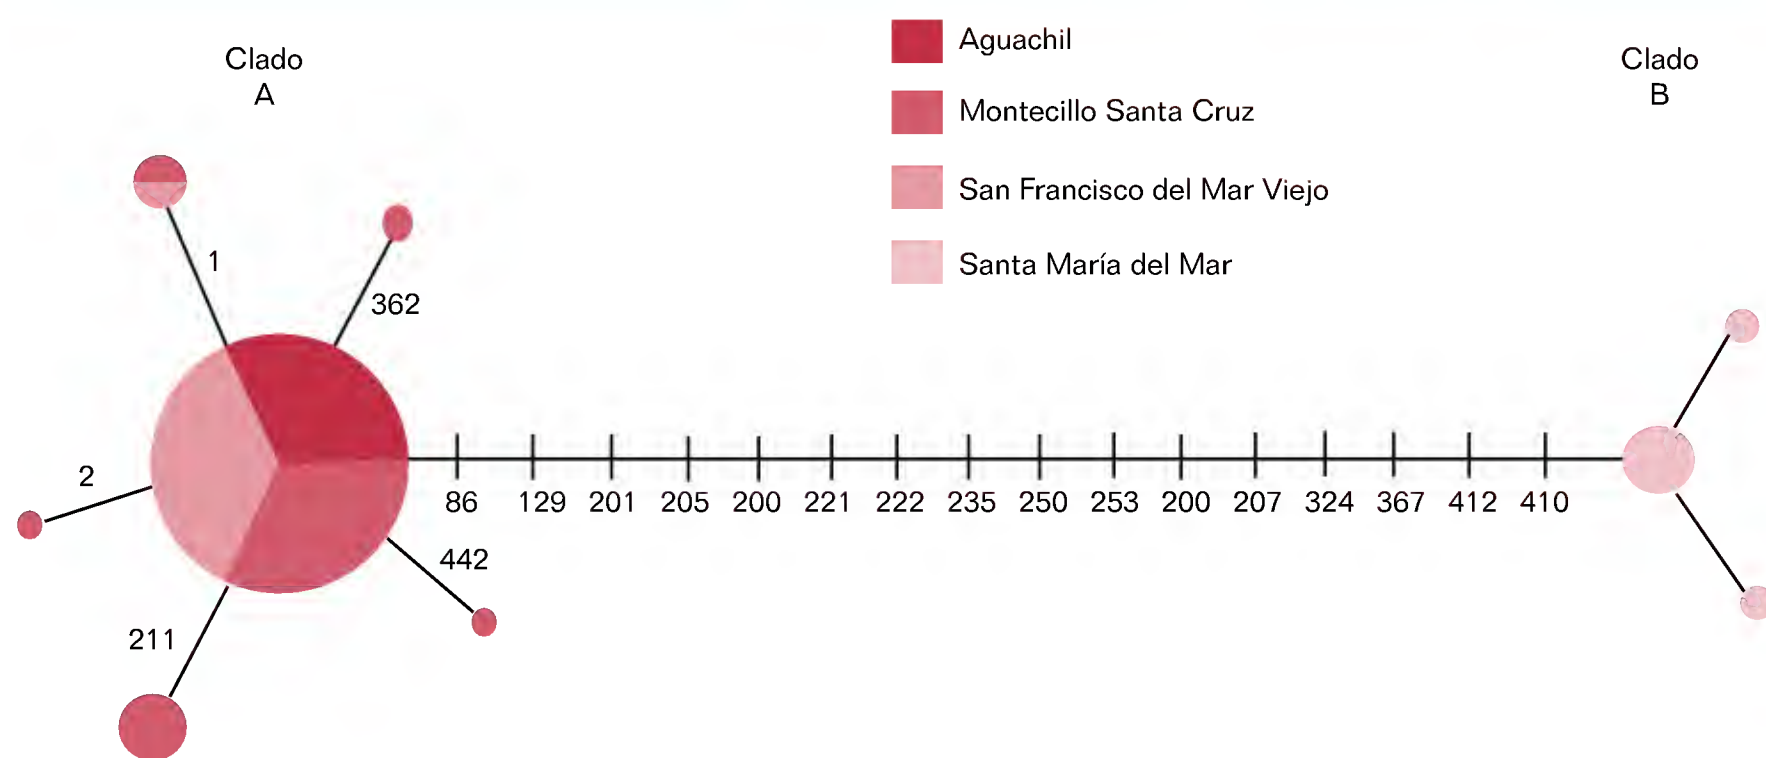 Clado
A
Aguachil
Montecillo Santa Cruz
San Francisco del Mar Viejo
Santa María del Mar
Clado
B
1
362
2
442
211
86 129 201 205 200 221 222 235 250 253 200 207 324 367 412 410